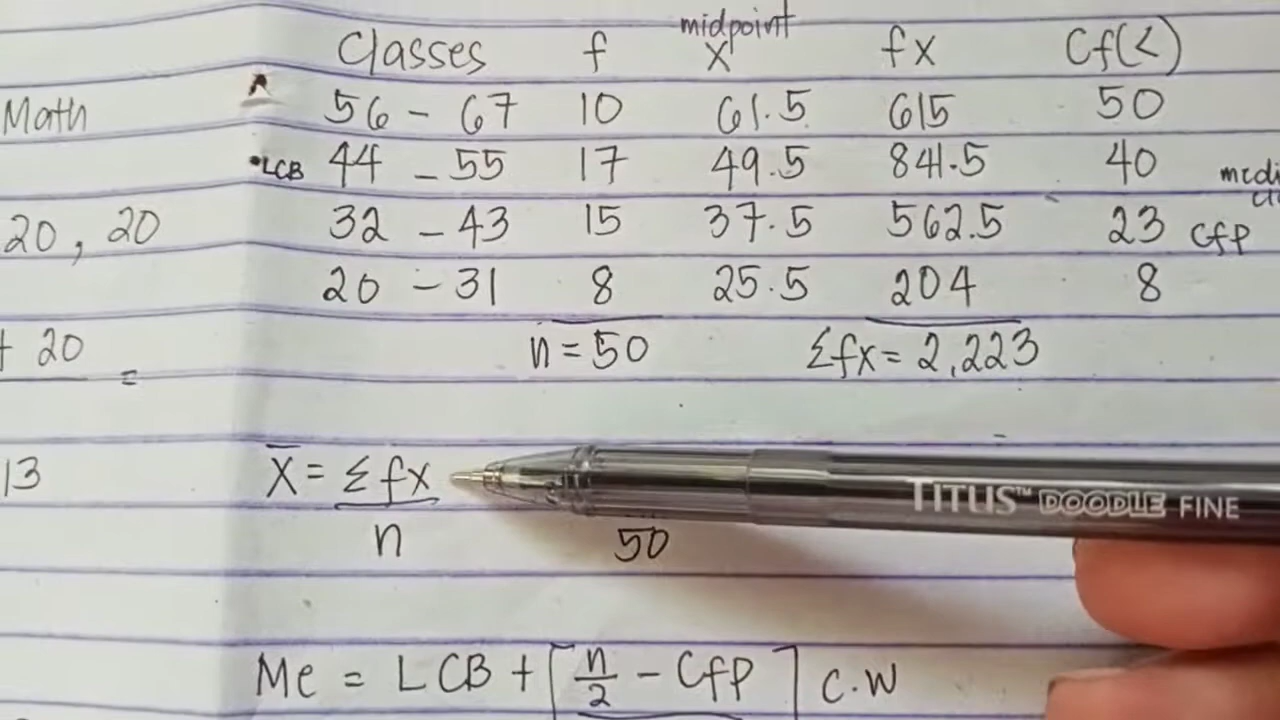 midpoint
Classes f X fx Cf(<)
Math 56 - 67 10 61.5 615 50
•LCB 44 - 55 17 49.5 841.5 40
20, 20 32 - 43 15 37.5 562.5 23 Cfp
20 - 31 8 25.5 204 8
+ 20 = n = 50 Σfx = 2,223
13 X̄ = Σfx
n 50
TITUS™ DOODLE FINE
Me = LCB + [n/2 - Cfp] C.W